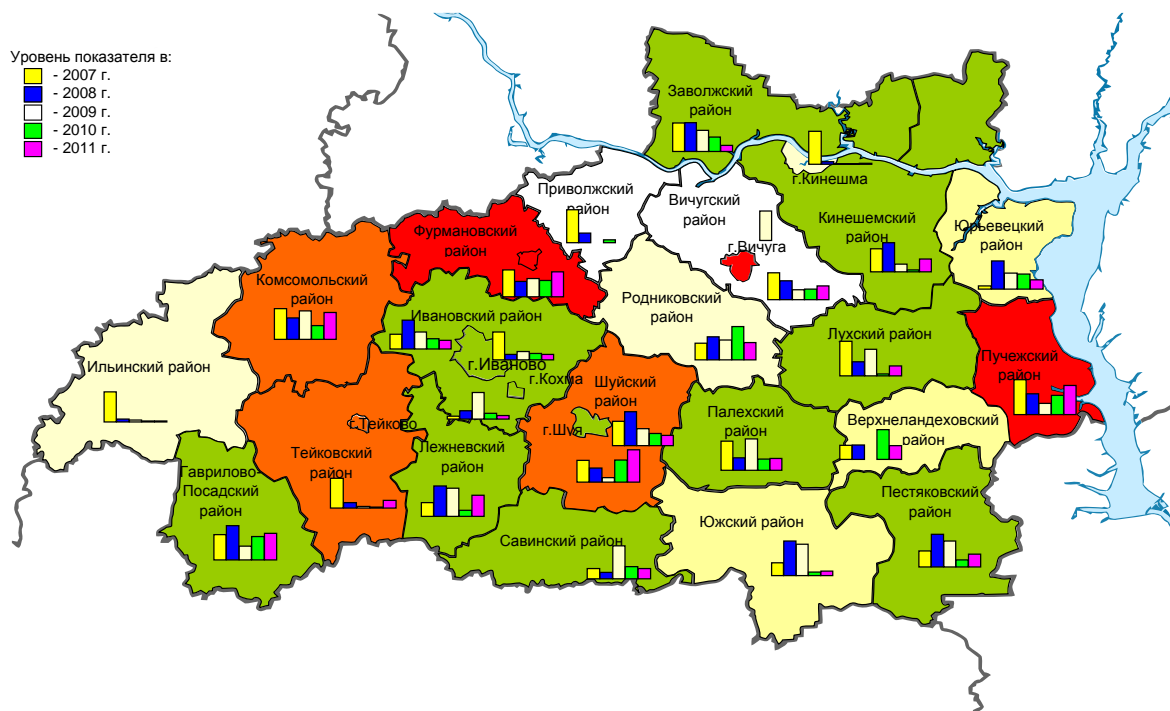 Уровень показателя в:
- 2007 г.
- 2008 г.
- 2009 г.
- 2010 г.
- 2011 г.
Заволжский
район
г.Кинешма
Приволжский
район
Вичугский
район
г.Вичуга
Кинешемский
район
Юрьевецкий
район
Фурмановский
район
Комсомольский
район
Родниковский
район
Ивановский район
г.Иваново
г.Кохма
Лухский район
Пучежский
район
Ильинский район
Шуйский
район
г.Шуя
Палехский
район
Верхнеландеховский
район
г.Тейково
Тейковский
район
Лежневский
район
Гаврилово-
Посадский
район
Пестяковский
район
Южский район
Савинский район